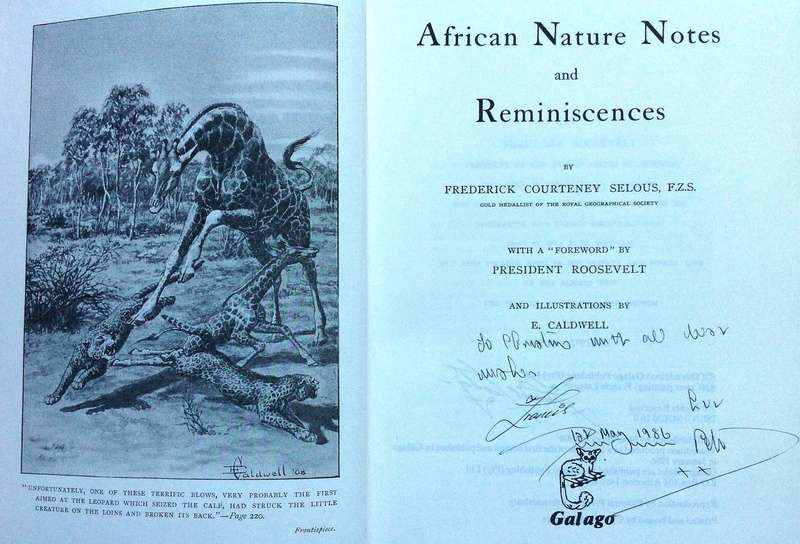 E Caldwell '08
"UNFORTUNATELY, ONE OF THESE TERRIFIC BLOWS, VERY PROBABLY THE FIRST
AIMED AT THE LEOPARD WHICH SEIZED THE CALF, HAD STRUCK THE LITTLE
CREATURE ON THE LOINS AND BROKEN ITS BACK."—Page 220.
Frontispiece.
African Nature Notes
and
Reminiscences
BY
FREDERICK COURTENEY SELOUS, F.Z.S.
GOLD MEDALLIST OF THE ROYAL GEOGRAPHICAL SOCIETY
WITH A "FOREWORD" BY
PRESIDENT ROOSEVELT
AND ILLUSTRATIONS BY
E. CALDWELL
Francis
1st May 1986
xx
Galago